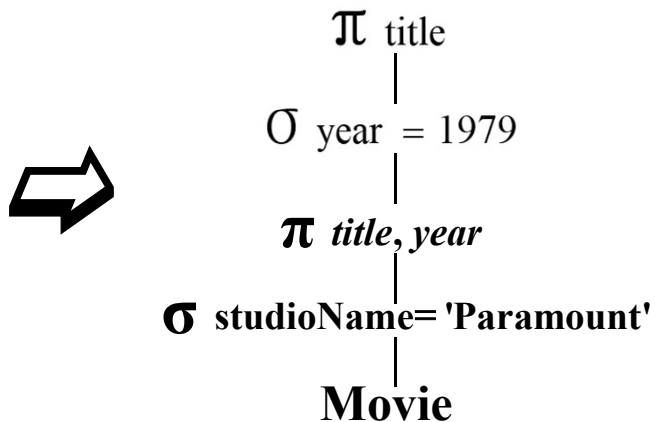 π title
σ year = 1979
π title, year
σ studioName= 'Paramount'
Movie